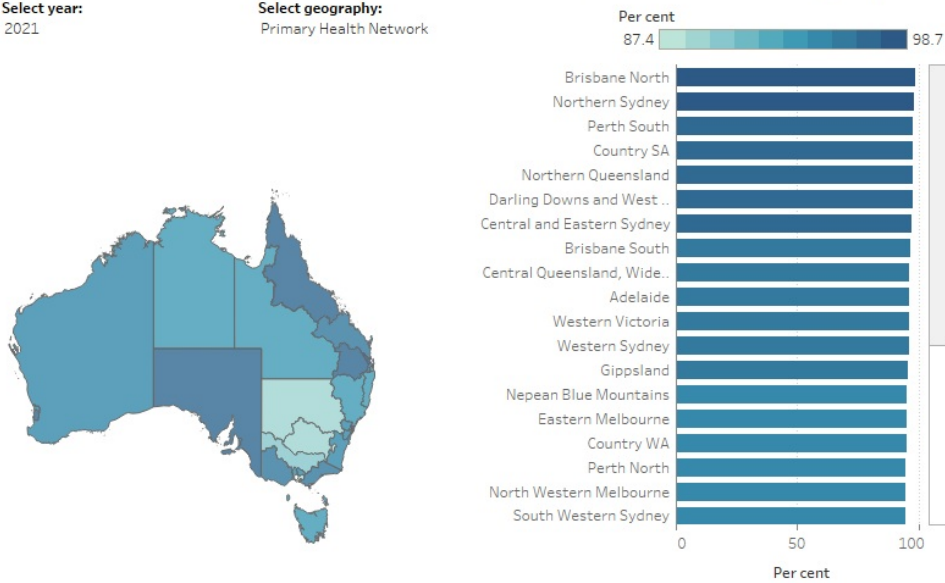 Select year:
2021
Select geography:
Primary Health Network
Per cent
87.4 98.7
Brisbane North
Northern Sydney
Perth South
Country SA
Northern Queensland
Darling Downs and West ..
Central and Eastern Sydney
Brisbane South
Central Queensland, Wide..
Adelaide
Western Victoria
Western Sydney
Gippsland
Nepean Blue Mountains
Eastern Melbourne
Country WA
Perth North
North Western Melbourne
South Western Sydney
0 50 100
Per cent